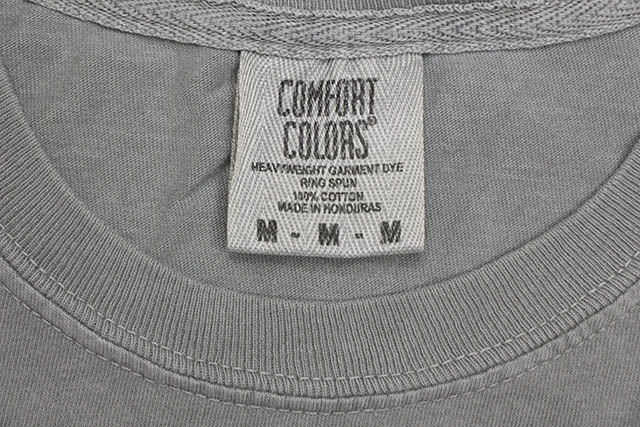 COMFORT
COLORS®
HEAVYWEIGHT GARMENT DYE
RING SPUN
100% COTTON
MADE IN HONDURAS
M - M - M